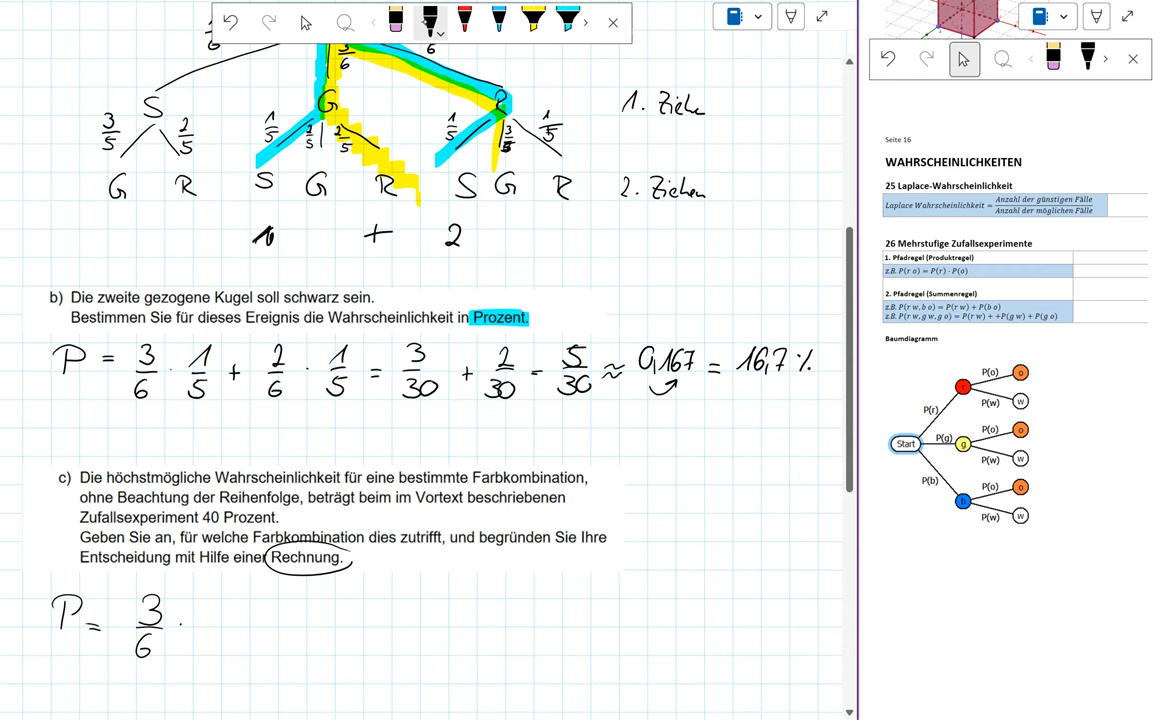 6
3/6
6
S G R
3/5 2/5 1/5 2/5 2/5 1/5 3/5 1/5
1. Ziehen
G R S G R S G R
2. Ziehen
1 + 2
b) Die zweite gezogene Kugel soll schwarz sein.
Bestimmen Sie für dieses Ereignis die Wahrscheinlichkeit in Prozent.
P = 3/6 · 1/5 + 2/6 · 1/5 = 3/30 + 2/30 = 5/30 ≈ 0,167 = 16,7 %
c) Die höchstmögliche Wahrscheinlichkeit für eine bestimmte Farbkombination,
ohne Beachtung der Reihenfolge, beträgt beim im Vortext beschriebenen
Zufallsexperiment 40 Prozent.
Geben Sie an, für welche Farbkombination dies zutrifft, und begründen Sie Ihre
Entscheidung mit Hilfe einer Rechnung.
P = 3/6 ·
Seite 16
WAHRSCHEINLICHKEITEN
25 Laplace-Wahrscheinlichkeit
Laplace Wahrscheinlichkeit = Anzahl der günstigen Fälle / Anzahl der möglichen Fälle
26 Mehrstufige Zufallsexperimente
1. Pfadregel (Produktregel)
z.B. P(r o) = P(r) · P(o)
2. Pfadregel (Summenregel)
z.B. P(r w, b o) = P(r w) + P(b o)
z.B. P(r w, g w, g o) = P(r w) + +P(g w) + P(g o)
Baumdiagramm
P(o) o
r
P(r) P(w) w
P(o) o
Start P(g) g
P(w) w
P(b) P(o) o
b
P(w) w